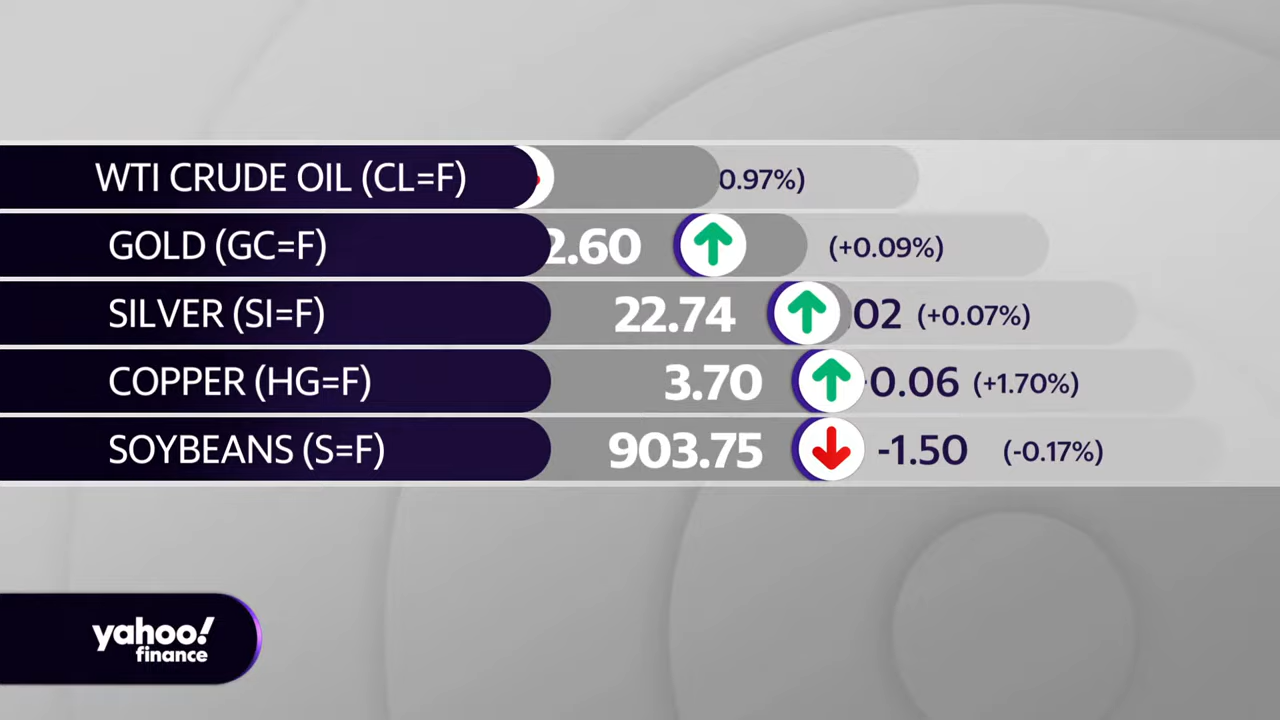 WTI CRUDE OIL (CL=F) 0.97%)
GOLD (GC=F) 2.60 (+0.09%)
SILVER (SI=F) 22.74 02 (+0.07%)
COPPER (HG=F) 3.70 0.06 (+1.70%)
SOYBEANS (S=F) 903.75 -1.50 (-0.17%)
yahoo!
finance